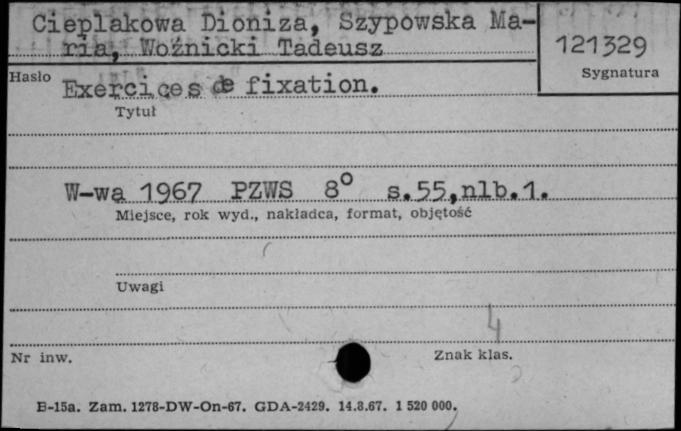 Cieplakowa Dioniza, Szypowska Ma-
ria, Woźnicki Tadeusz
121329
Sygnatura
Hasło
Exercices de fixation.
Tytuł
W-wa 1967 PZWS 8° s.55,nlb.1.
Miejsce, rok wyd., nakładca, format, objętość
Uwagi
4
Nr inw.
Znak klas.
B-15a. Zam. 1278-DW-On-67. GDA-2429. 14.8.67. 1 520 000.